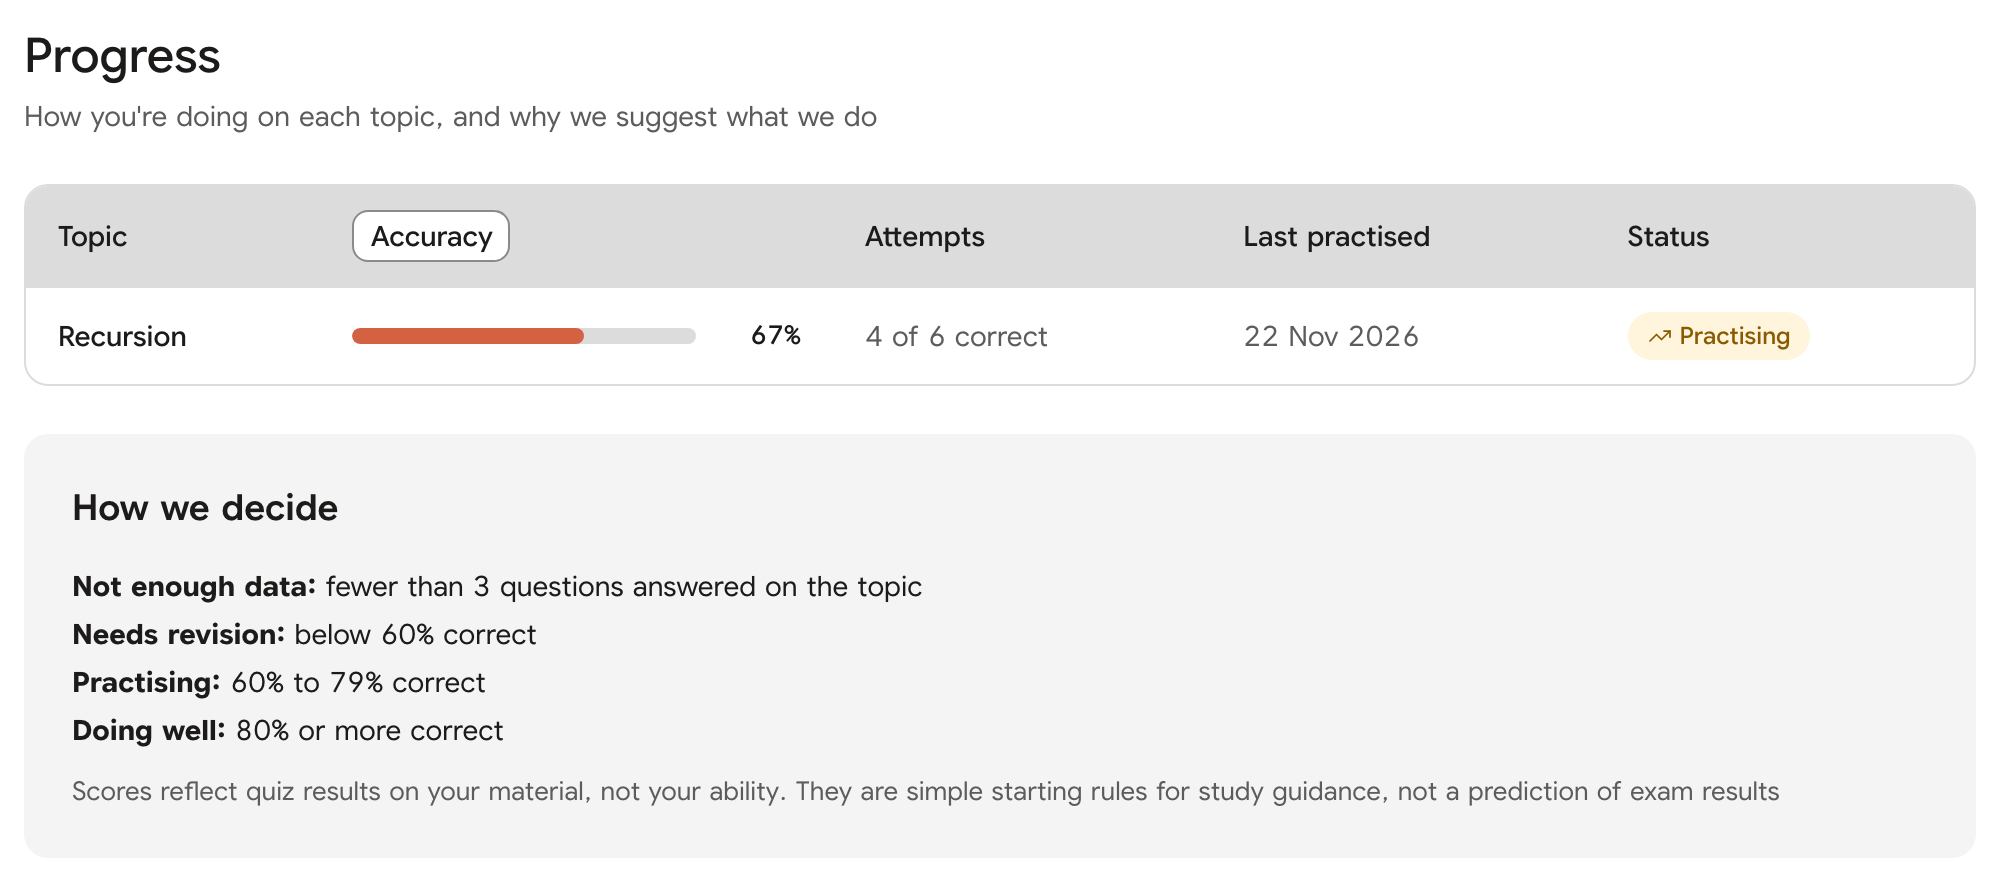 Progress
How you're doing on each topic, and why we suggest what we do
Topic Accuracy Attempts Last practised Status
Recursion 67% 4 of 6 correct 22 Nov 2026 Practising
How we decide
Not enough data: fewer than 3 questions answered on the topic
Needs revision: below 60% correct
Practising: 60% to 79% correct
Doing well: 80% or more correct
Scores reflect quiz results on your material, not your ability. They are simple starting rules for study guidance, not a prediction of exam results